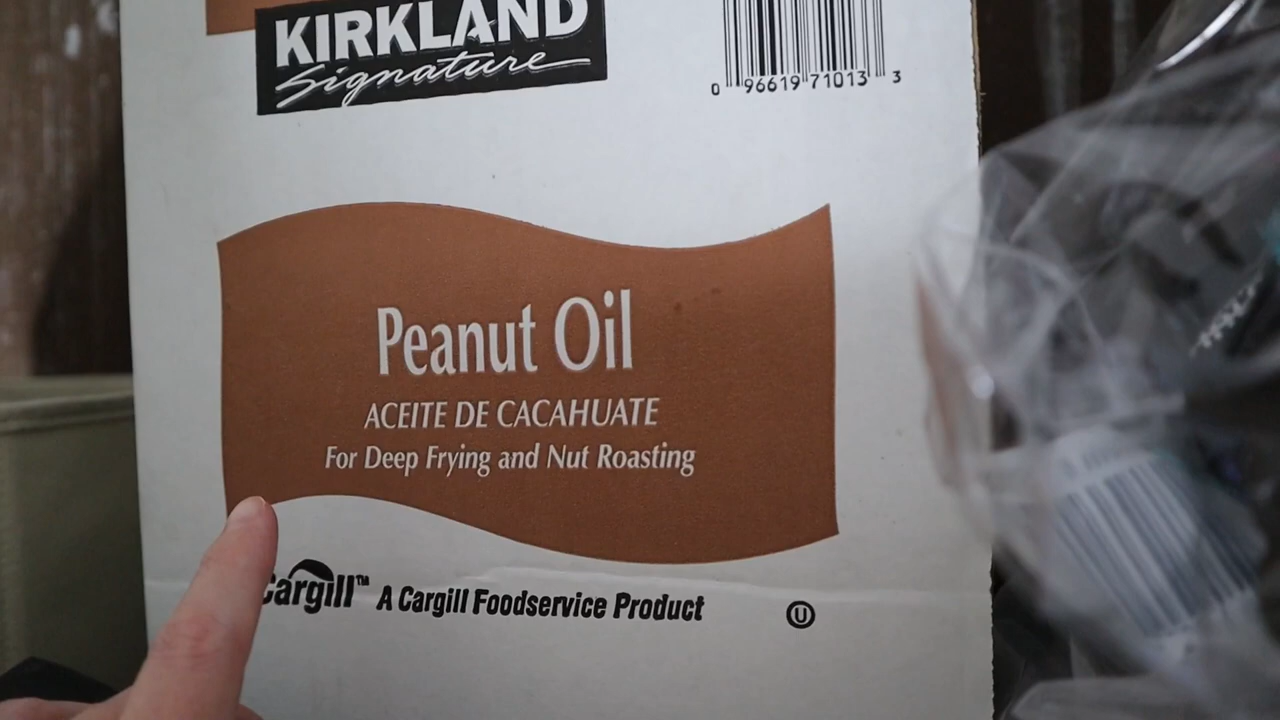 KIRKLAND
Signature
0 96619 71013 3
Peanut Oil
ACEITE DE CACAHUATE
For Deep Frying and Nut Roasting
Cargill™ A Cargill Foodservice Product
U